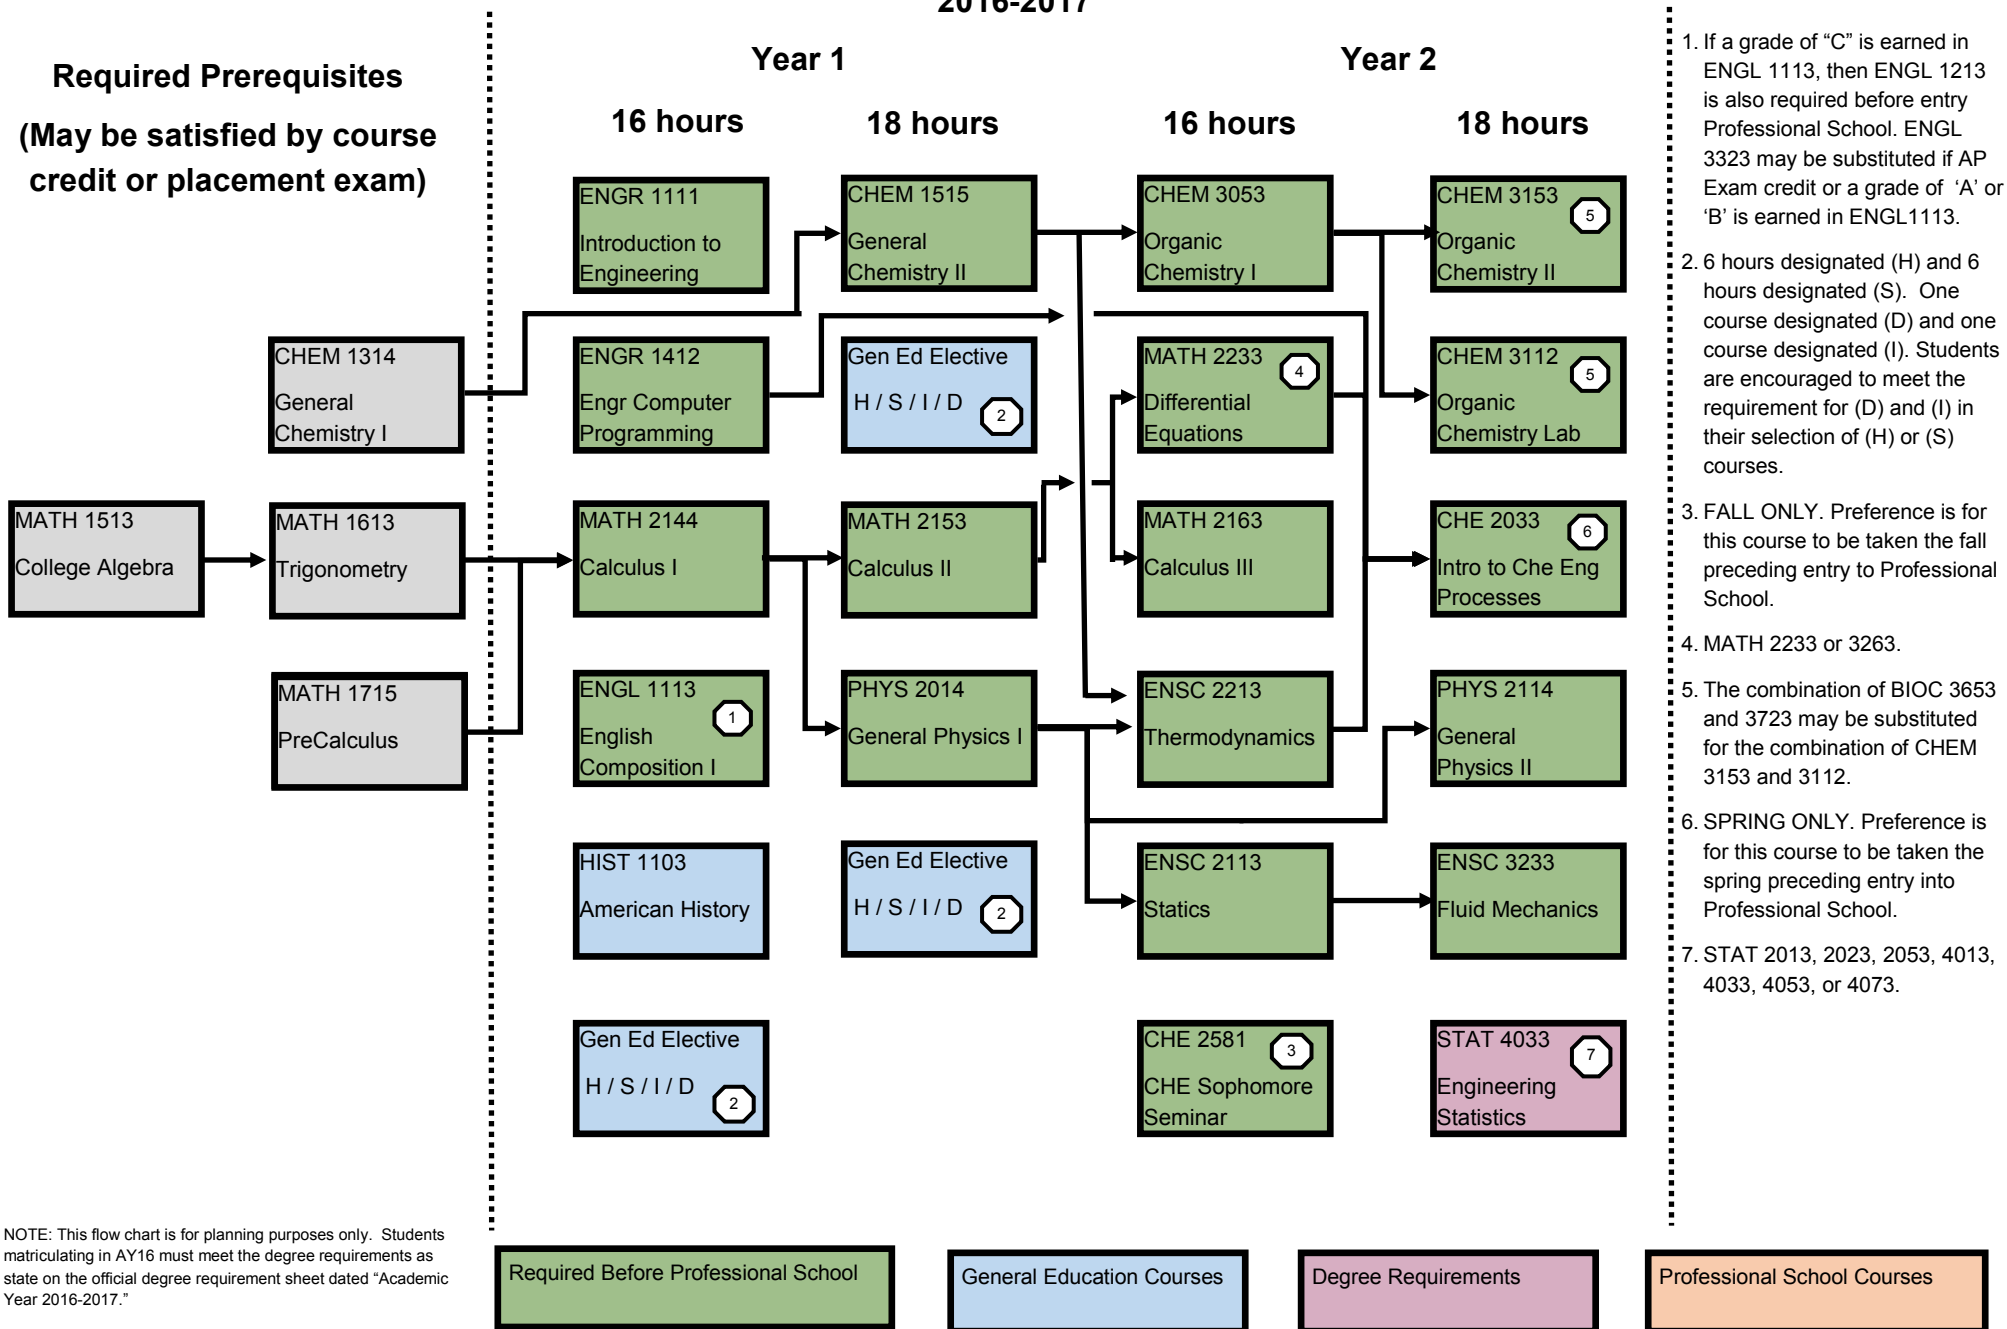 2016-2017
Required Prerequisites
(May be satisfied by course
credit or placement exam)
Year 1
Year 2
16 hours
18 hours
16 hours
18 hours
CHEM 1314
General
Chemistry I
MATH 1513
College Algebra
MATH 1613
Trigonometry
MATH 1715
PreCalculus
ENGR 1111
Introduction to
Engineering
ENGR 1412
Engr Computer
Programming
MATH 2144
Calculus I
ENGL 1113
English
Composition I
1
HIST 1103
American History
Gen Ed Elective
H / S / I / D
2
CHEM 1515
General
Chemistry II
Gen Ed Elective
H / S / I / D
2
MATH 2153
Calculus II
PHYS 2014
General Physics I
Gen Ed Elective
H / S / I / D
2
CHEM 3053
Organic
Chemistry I
MATH 2233
Differential
Equations
4
MATH 2163
Calculus III
ENSC 2213
Thermodynamics
ENSC 2113
Statics
CHE 2581
CHE Sophomore
Seminar
3
CHEM 3153
Organic
Chemistry II
5
CHEM 3112
Organic
Chemistry Lab
5
CHE 2033
Intro to Che Eng
Processes
6
PHYS 2114
General
Physics II
ENSC 3233
Fluid Mechanics
STAT 4033
Engineering
Statistics
7
1. If a grade of “C” is earned in
ENGL 1113, then ENGL 1213
is also required before entry
Professional School. ENGL
3323 may be substituted if AP
Exam credit or a grade of ‘A’ or
‘B’ is earned in ENGL1113.
2. 6 hours designated (H) and 6
hours designated (S). One
course designated (D) and one
course designated (I). Students
are encouraged to meet the
requirement for (D) and (I) in
their selection of (H) or (S)
courses.
3. FALL ONLY. Preference is for
this course to be taken the fall
preceding entry to Professional
School.
4. MATH 2233 or 3263.
5. The combination of BIOC 3653
and 3723 may be substituted
for the combination of CHEM
3153 and 3112.
6. SPRING ONLY. Preference is
for this course to be taken the
spring preceding entry into
Professional School.
7. STAT 2013, 2023, 2053, 4013,
4033, 4053, or 4073.
NOTE: This flow chart is for planning purposes only. Students
matriculating in AY16 must meet the degree requirements as
state on the official degree requirement sheet dated “Academic
Year 2016-2017.”
Required Before Professional School
General Education Courses
Degree Requirements
Professional School Courses